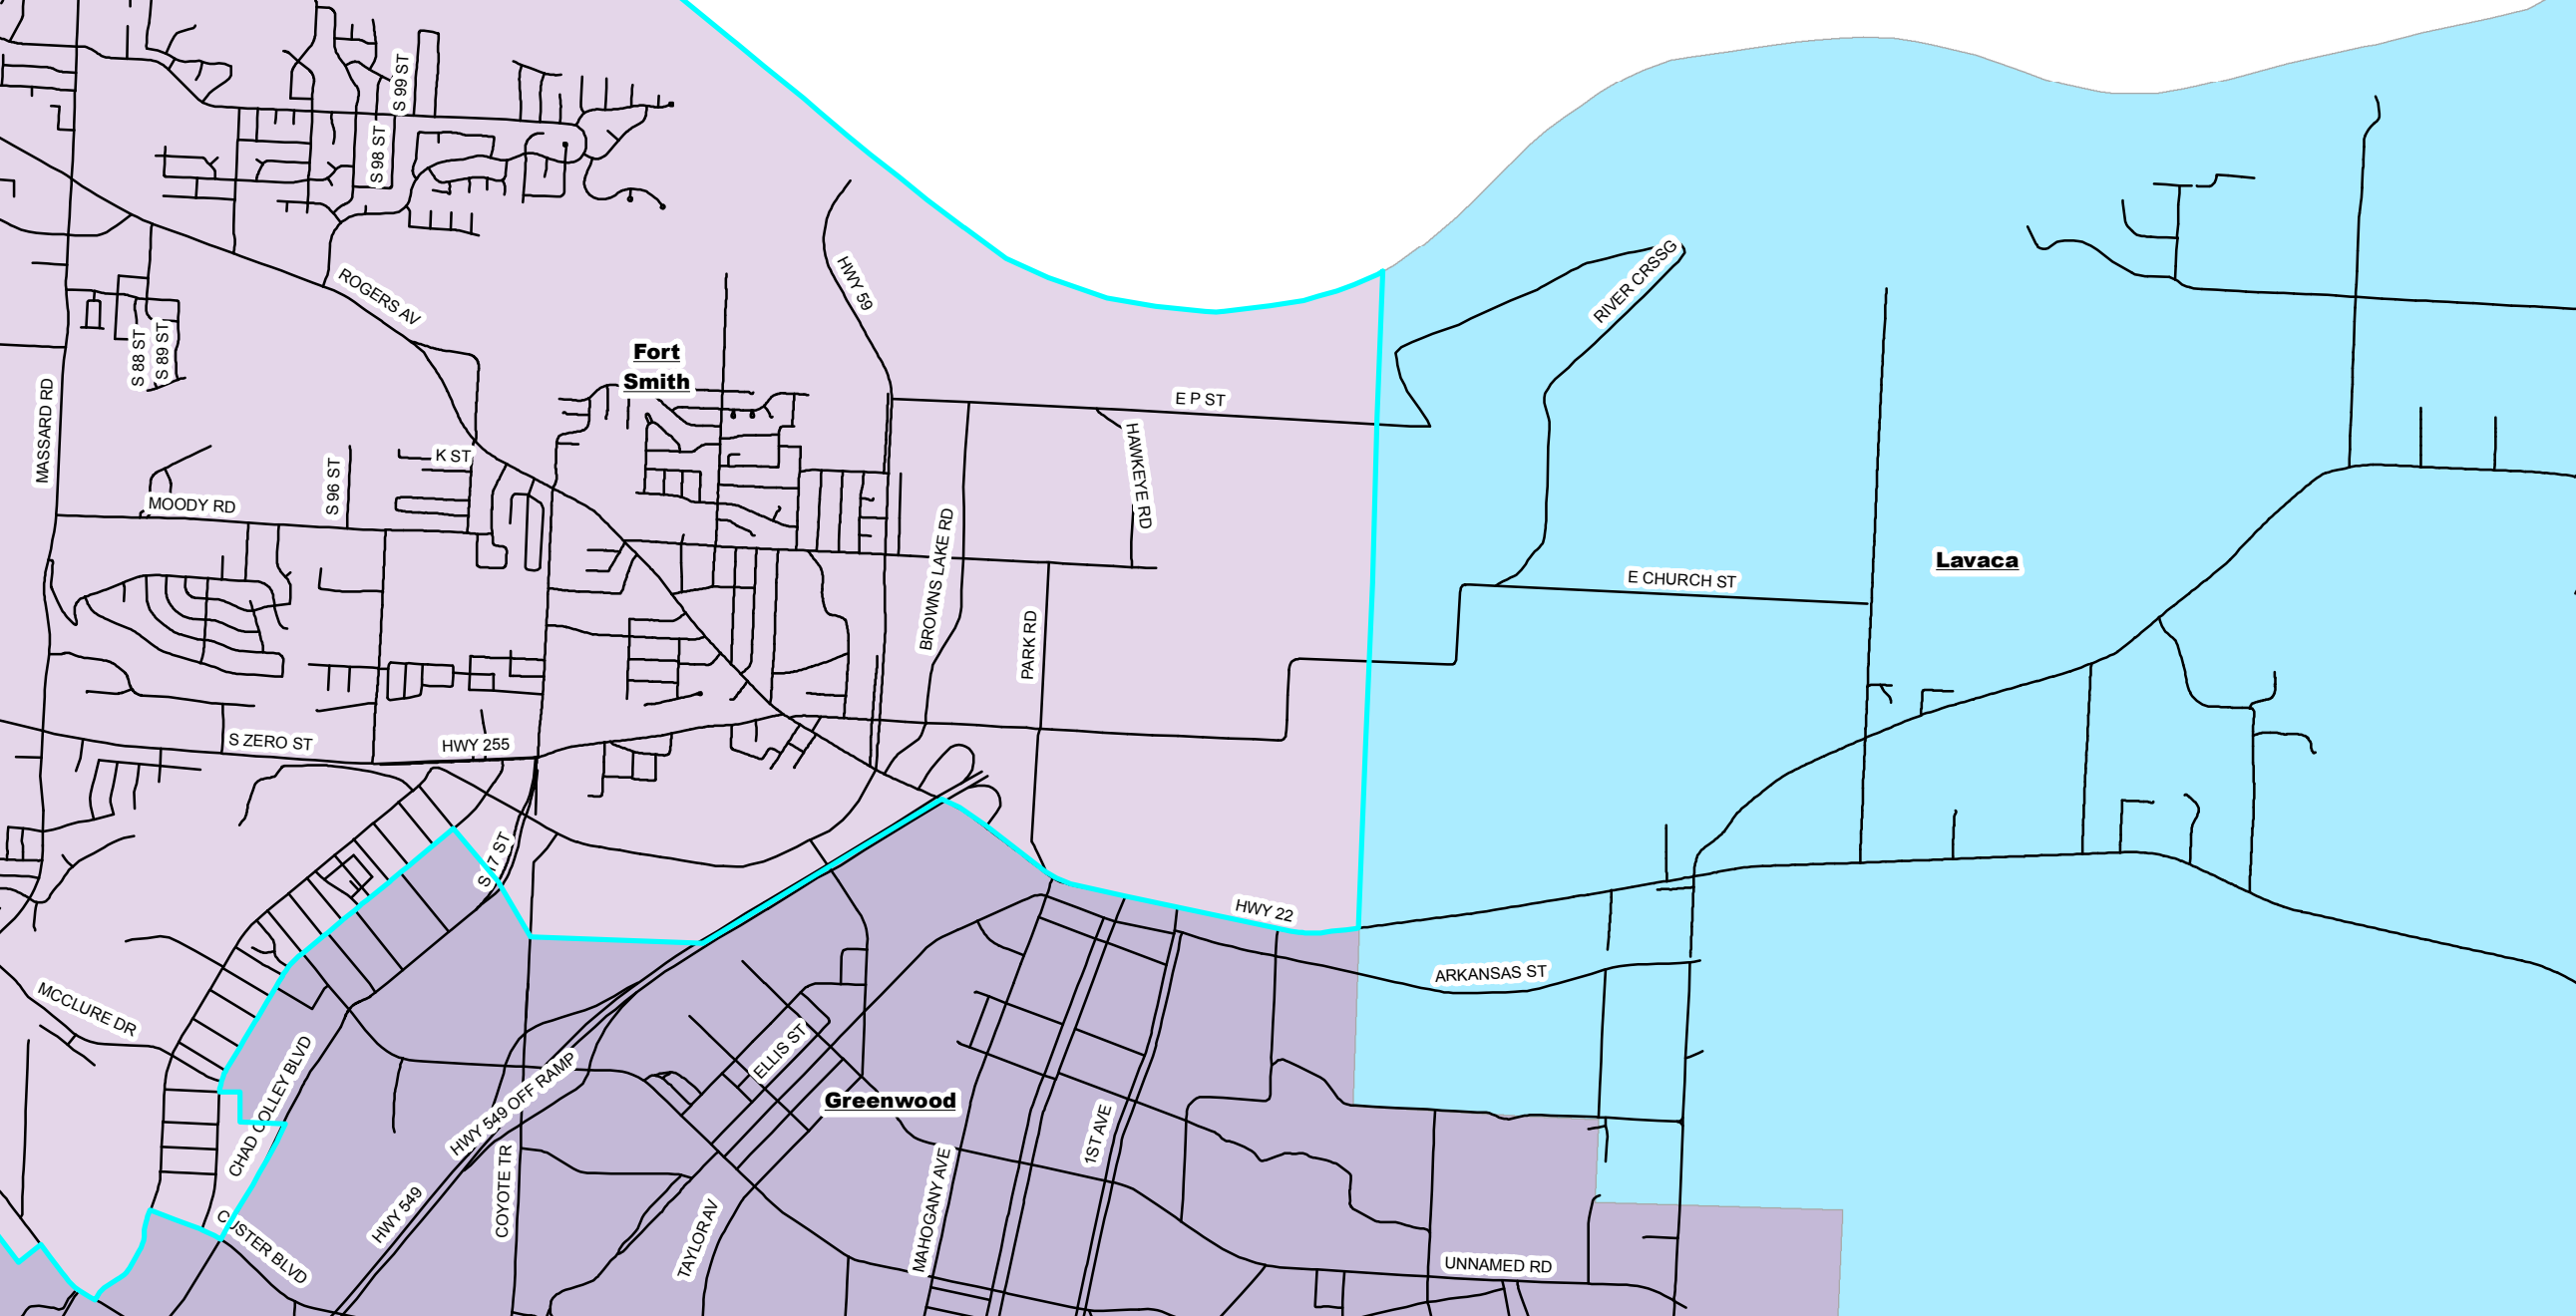 S 99 ST
S 98 ST
HWY 59
ROGERS AV
S 88 ST
S 89 ST
Fort
Smith
E P ST
RIVER CRSSG
MASSARD RD
K ST
S 96 ST
MOODY RD
HAWKEYE RD
BROWNS LAKE RD
PARK RD
E CHURCH ST
Lavaca
S ZERO ST
HWY 255
S 17 ST
HWY 22
ARKANSAS ST
MCCLURE DR
CHAD COLLEY BLVD
HWY 549 OFF RAMP
ELLIS ST
Greenwood
1ST AVE
COYOTE TR
HWY 549
TAYLOR AV
MAHOGANY AVE
CUSTER BLVD
UNNAMED RD